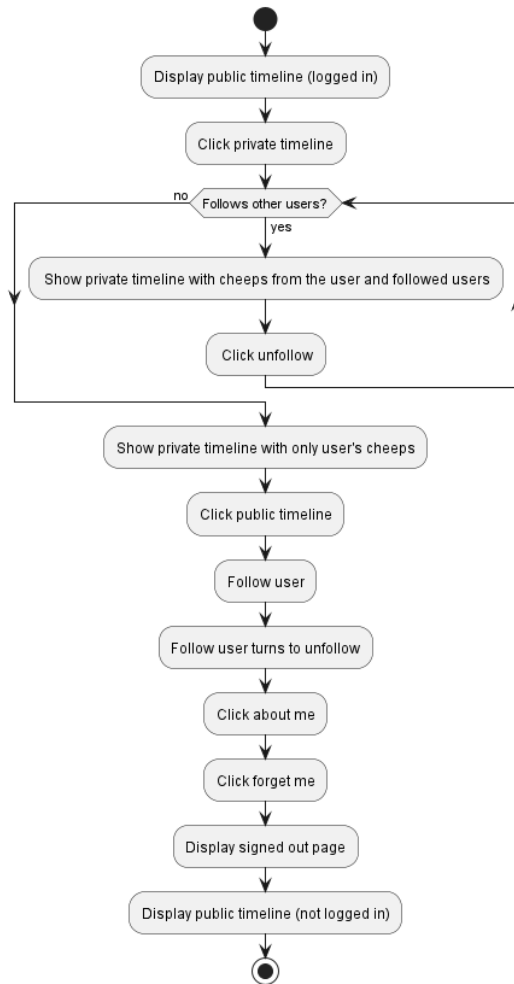 Display public timeline (logged in)
Click private timeline
no
Follows other users?
yes
Show private timeline with cheeps from the user and followed users
Click unfollow
Show private timeline with only user's cheeps
Click public timeline
Follow user
Follow user turns to unfollow
Click about me
Click forget me
Display signed out page
Display public timeline (not logged in)